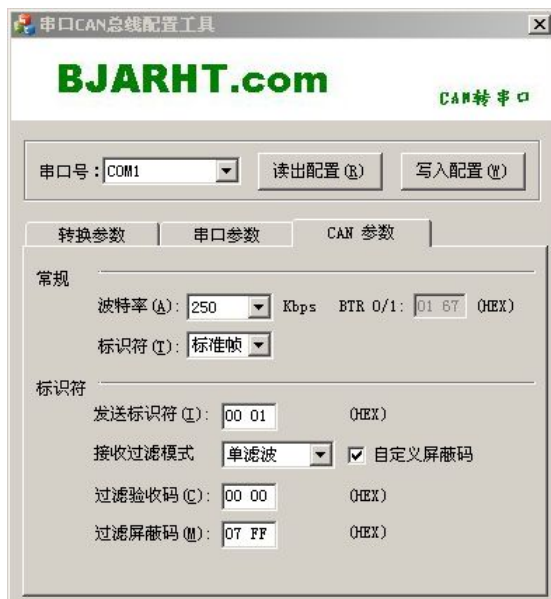 串口CAN总线配置工具
BJARHT.com
CAN转串口
串口号: COM1 读出配置(R) 写入配置(W)
转换参数 串口参数 CAN 参数
常规
波特率(A): 250 Kbps BTR 0/1: 01 67 (HEX)
标识符(T): 标准帧
标识符
发送标识符(I): 00 01 (HEX)
接收过滤模式 单滤波 自定义屏蔽码
过滤验收码(C): 00 00 (HEX)
过滤屏蔽码(M): 07 FF (HEX)